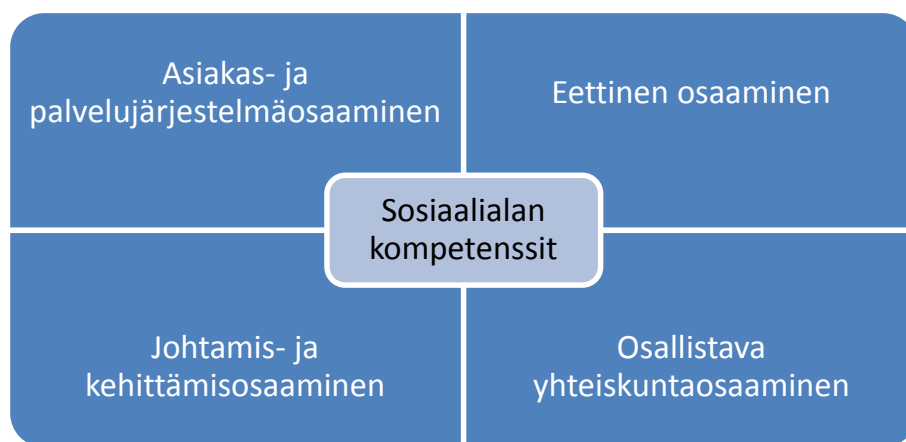 Asiakas- ja
palvelujärjestelmäosaaminen
Eettinen osaaminen
Sosiaalialan
kompetenssit
Johtamis- ja
kehittämisosaaminen
Osallistava
yhteiskuntaosaaminen